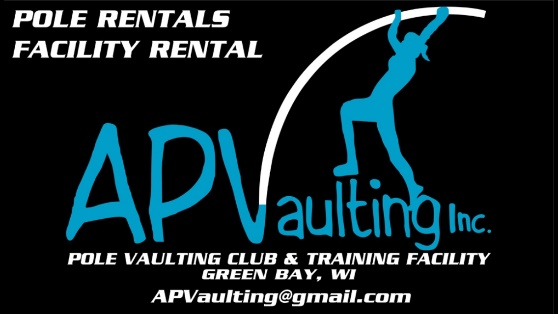 POLE RENTALS
FACILITY RENTAL
APVaulting Inc.
POLE VAULTING CLUB & TRAINING FACILITY
GREEN BAY, WI
APVaulting@gmail.com